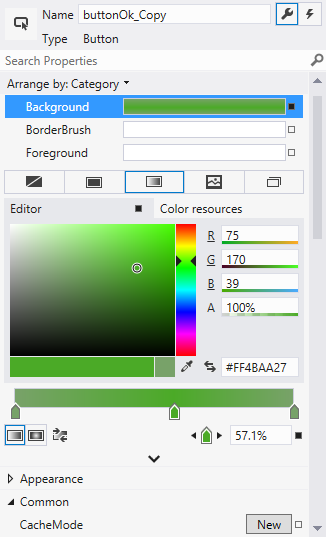 Name buttonOk_Copy
Type Button
Search Properties
Arrange by: Category
Background
BorderBrush
Foreground
Editor Color resources
R 75
G 170
B 39
A 100%
#FF4BAA27
57.1%
Appearance
Common
CacheMode New